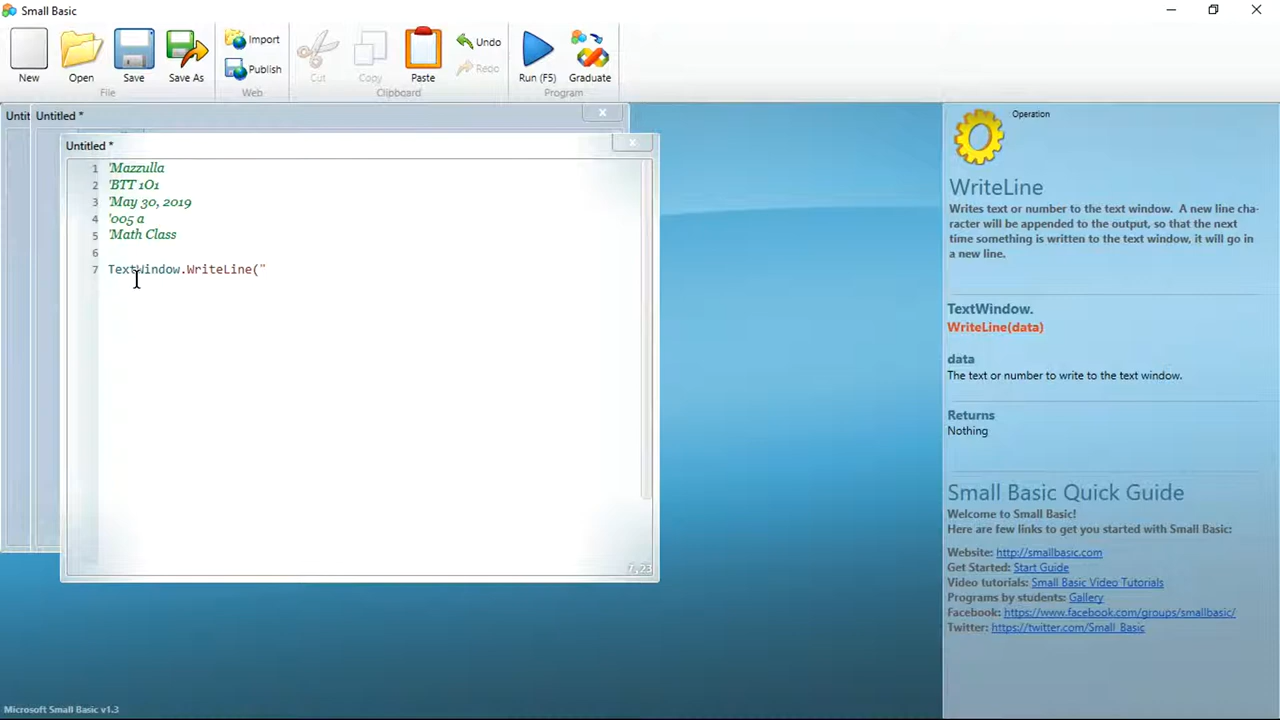 Small Basic
New
Open
Save
Save As
Import
Publish
Cut
Copy
Paste
Undo
Redo
Run (F5)
Graduate
File
Web
Clipboard
Program
Untit
Untitled *
Untitled *
1 'Mazzulla
2 'BTT 1O1
3 'May 30, 2019
4 '005 a
5 'Math Class
6
7 TextWindow.WriteLine("
7,23
Operation
WriteLine
Writes text or number to the text window. A new line cha-
racter will be appended to the output, so that the next
time something is written to the text window, it will go in
a new line.
TextWindow.
WriteLine(data)
data
The text or number to write to the text window.
Returns
Nothing
Small Basic Quick Guide
Welcome to Small Basic!
Here are few links to get you started with Small Basic:
Website: http://smallbasic.com
Get Started: Start Guide
Video tutorials: Small Basic Video Tutorials
Programs by students: Gallery
Facebook: https://www.facebook.com/groups/smallbasic/
Twitter: https://twitter.com/Small_Basic
Microsoft Small Basic v1.3